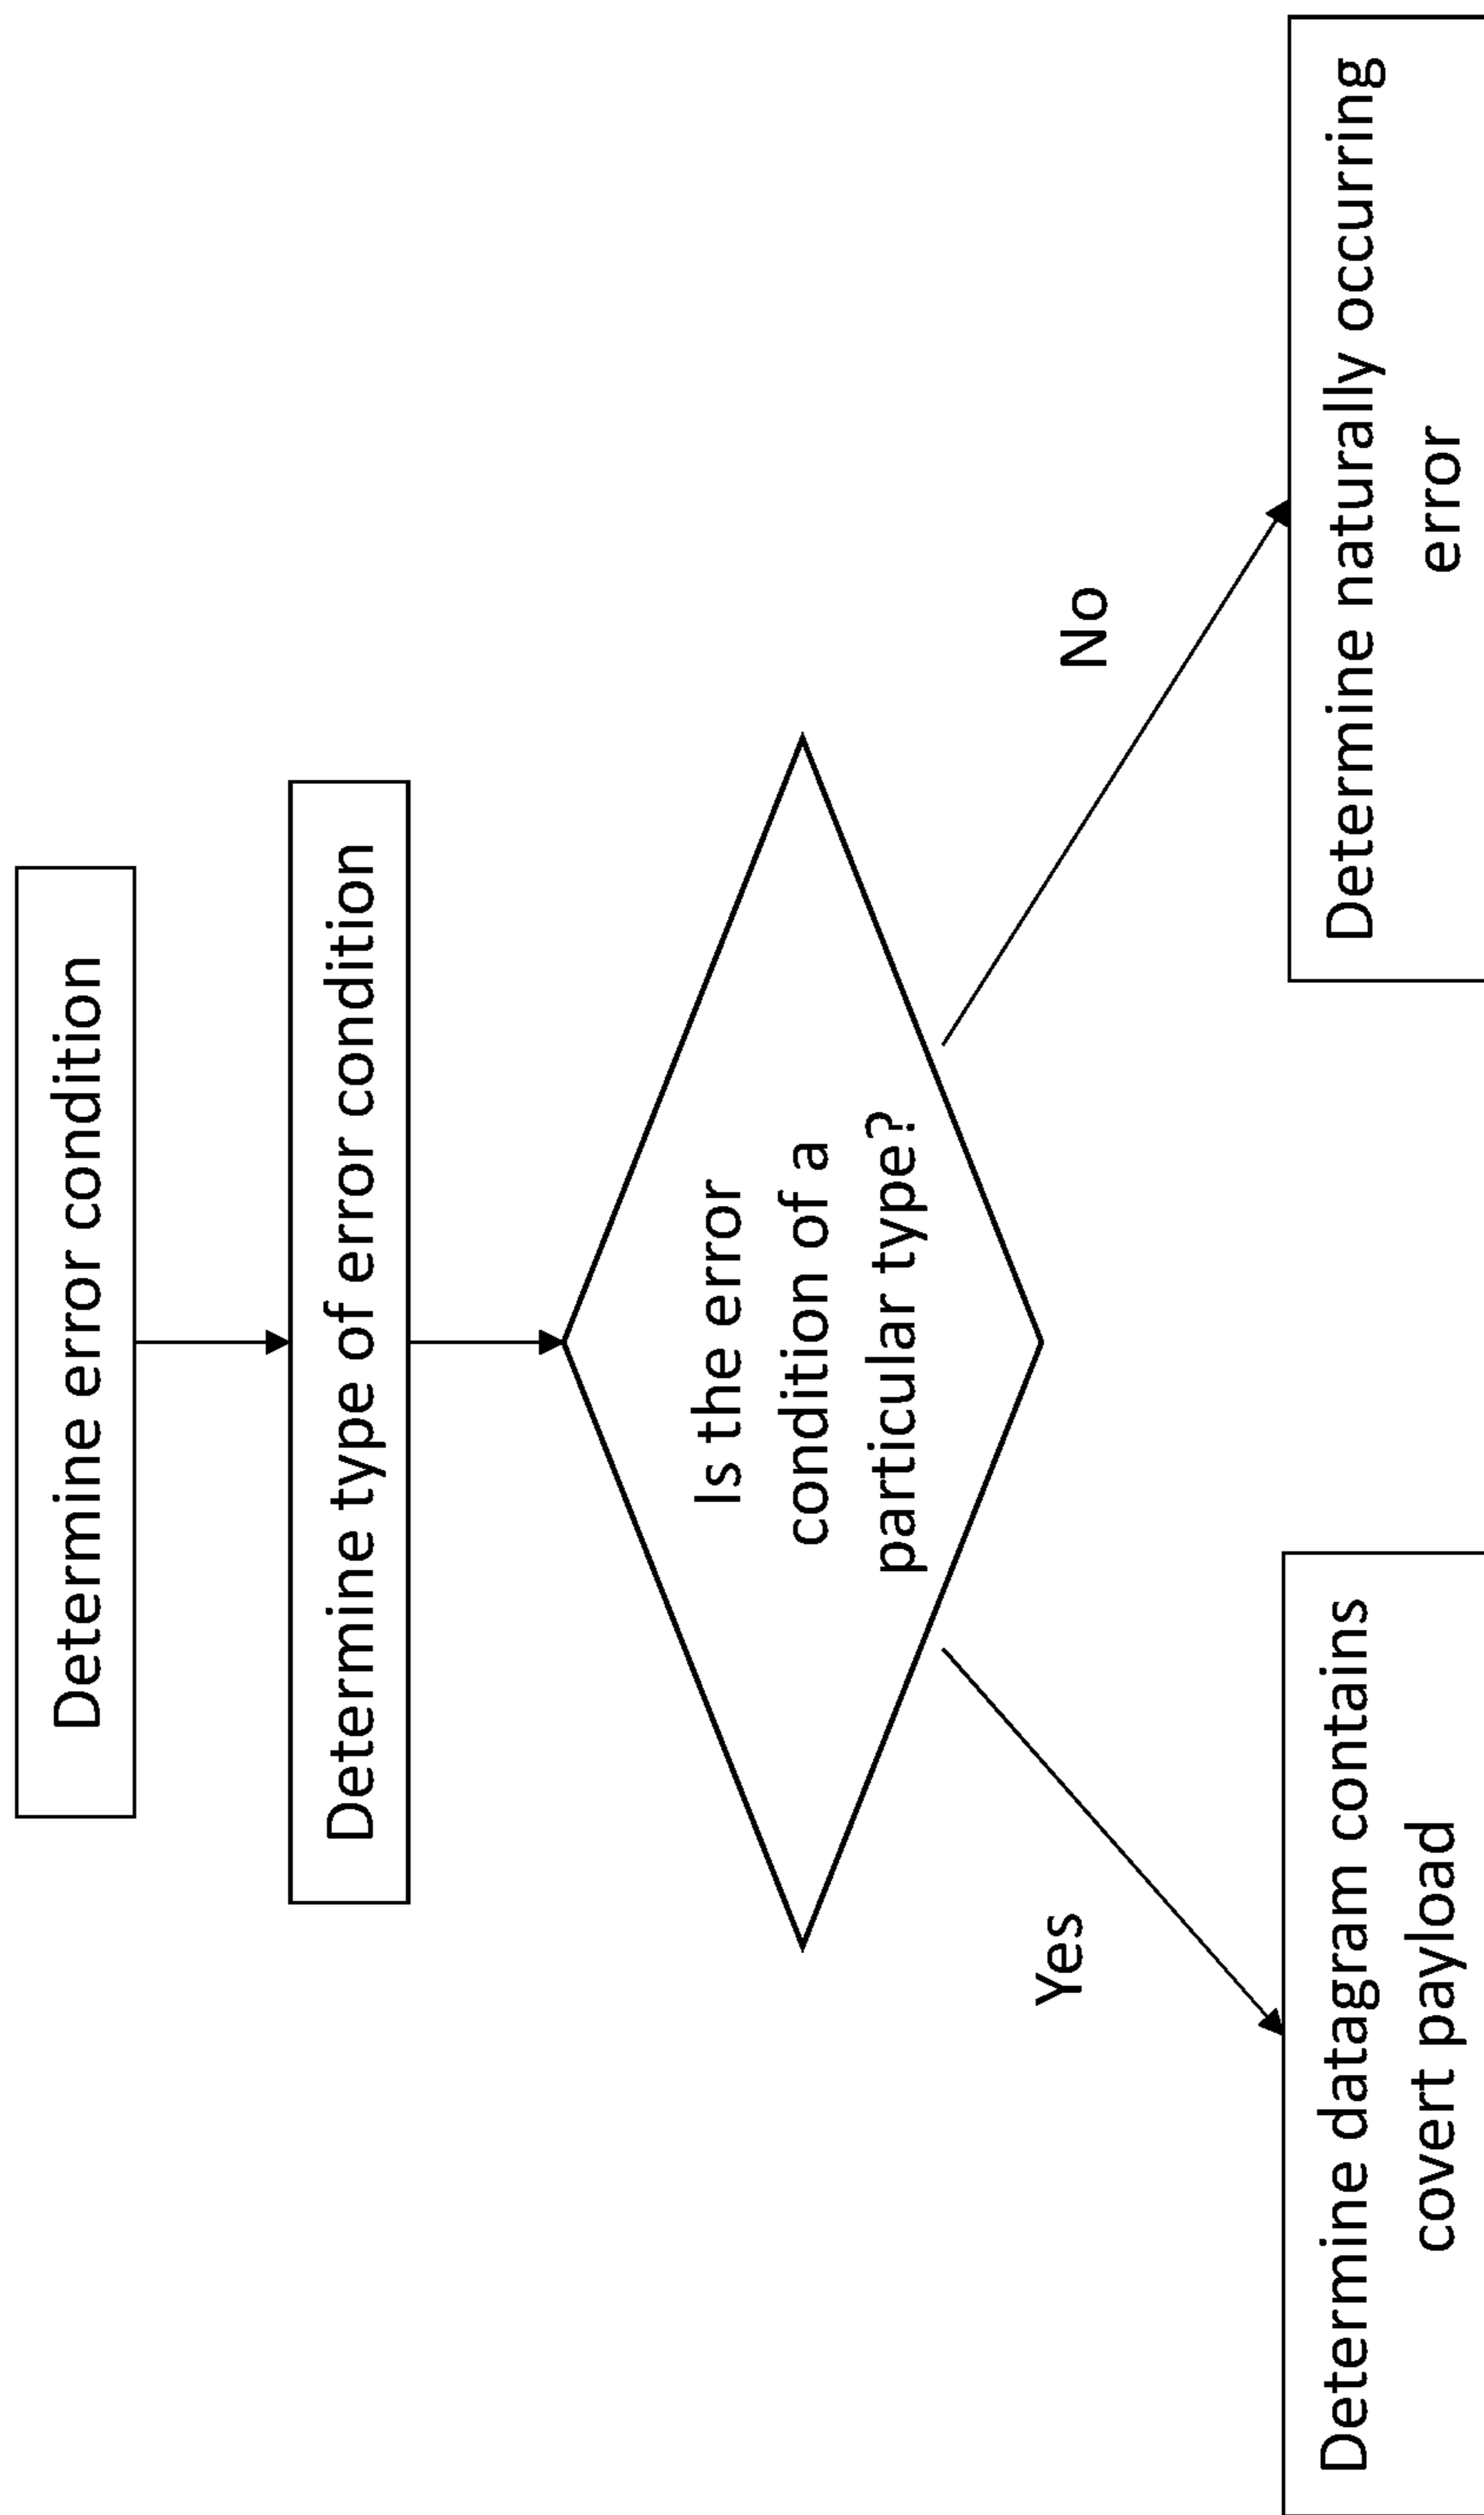 Determine error condition
Determine type of error condition
Is the error
condition of a
particular type?
Yes
No
Determine datagram contains
covert payload
Determine naturally occurring
error